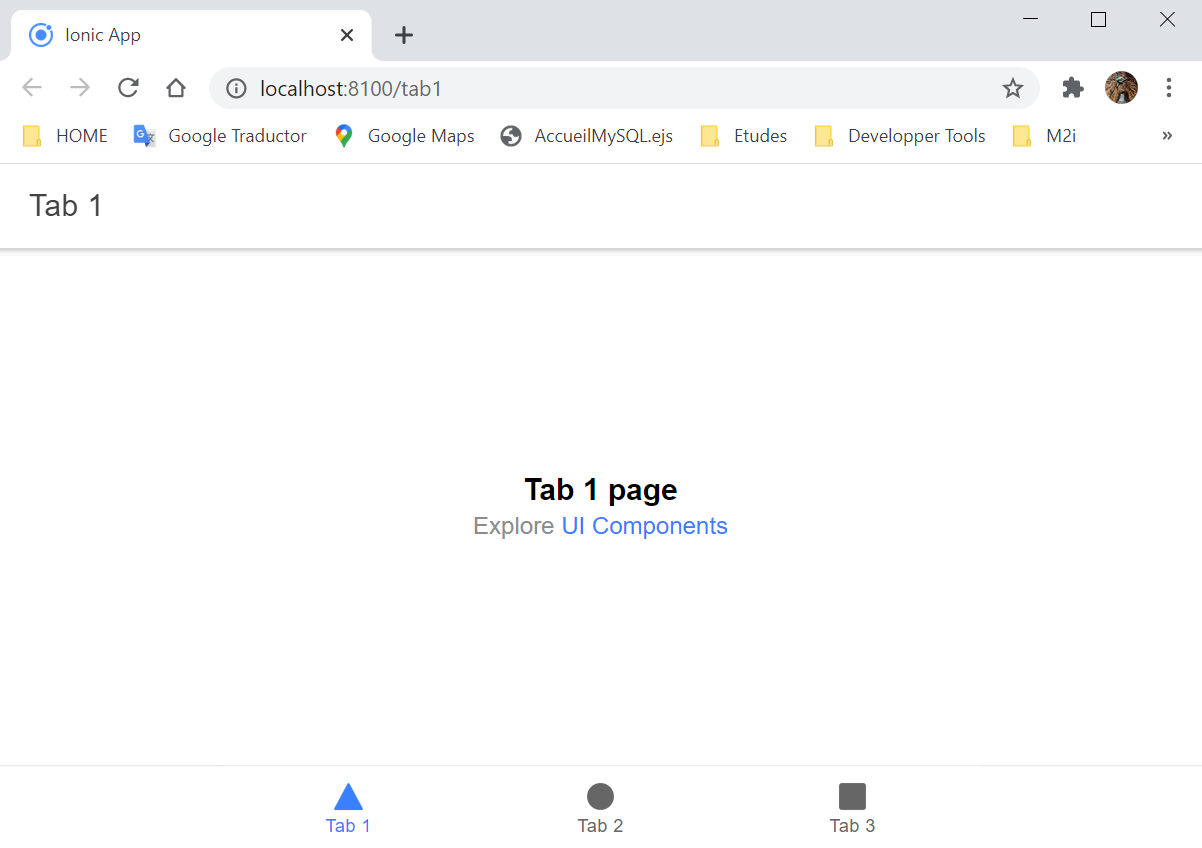 Ionic App
localhost:8100/tab1
HOME Google Traductor Google Maps AccueilMySQL.ejs Etudes Developper Tools M2i »
Tab 1
Tab 1 page
Explore UI Components
Tab 1 Tab 2 Tab 3